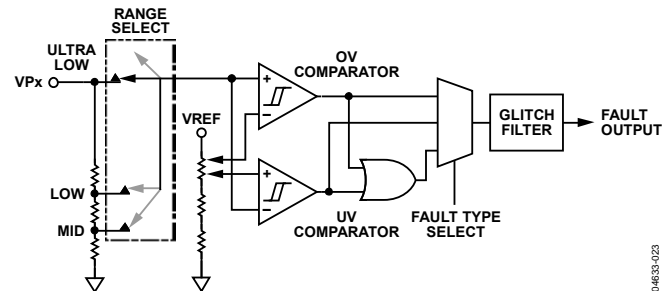 RANGE
SELECT
ULTRA
LOW
VPx
LOW
MID
VREF
+
–
+
–
OV
COMPARATOR
UV
COMPARATOR
FAULT TYPE
SELECT
GLITCH
FILTER
FAULT
OUTPUT
04633-023